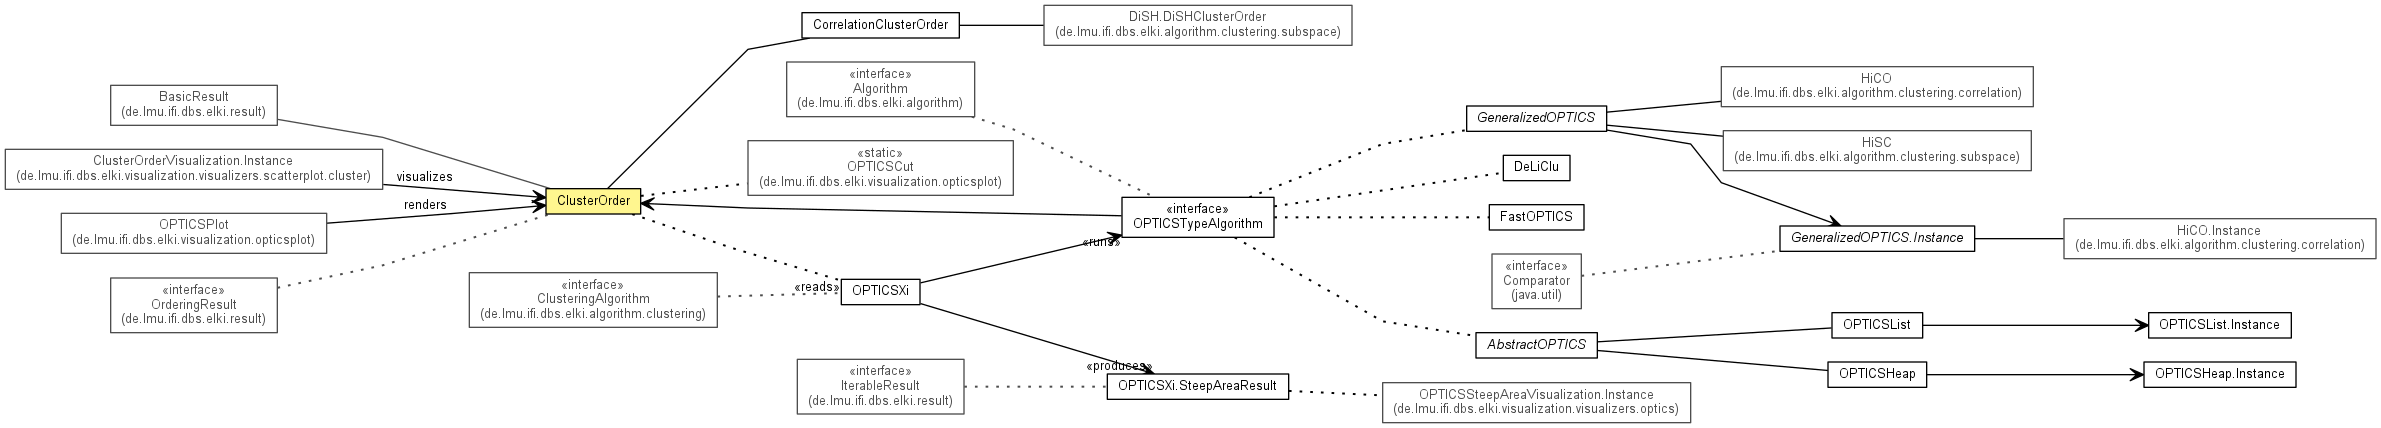 CorrelationClusterOrder
DiSH.DiSHClusterOrder
(de.lmu.ifi.dbs.elki.algorithm.clustering.subspace)
«interface»
Algorithm
(de.lmu.ifi.dbs.elki.algorithm)
BasicResult
(de.lmu.ifi.dbs.elki.result)
HiCO
(de.lmu.ifi.dbs.elki.algorithm.clustering.correlation)
GeneralizedOPTICS
HiSC
(de.lmu.ifi.dbs.elki.algorithm.clustering.subspace)
ClusterOrderVisualization.Instance
(de.lmu.ifi.dbs.elki.visualization.visualizers.scatterplot.cluster)
visualizes
«static»
OPTICSCut
(de.lmu.ifi.dbs.elki.visualization.opticsplot)
DeLiClu
ClusterOrder
renders
OPTICSPlot
(de.lmu.ifi.dbs.elki.visualization.opticsplot)
«interface»
OPTICSTypeAlgorithm
FastOPTICS
«runs»
GeneralizedOPTICS.Instance
HiCO.Instance
(de.lmu.ifi.dbs.elki.algorithm.clustering.correlation)
«interface»
OrderingResult
(de.lmu.ifi.dbs.elki.result)
«interface»
ClusteringAlgorithm
(de.lmu.ifi.dbs.elki.algorithm.clustering)
«reads»
OPTICSXi
«interface»
Comparator
(java.util)
OPTICSList
OPTICSList.Instance
AbstractOPTICS
«interface»
IterableResult
(de.lmu.ifi.dbs.elki.result)
«produces»
OPTICSXi.SteepAreaResult
OPTICSHeap
OPTICSHeap.Instance
OPTICSSteepAreaVisualization.Instance
(de.lmu.ifi.dbs.elki.visualization.visualizers.optics)